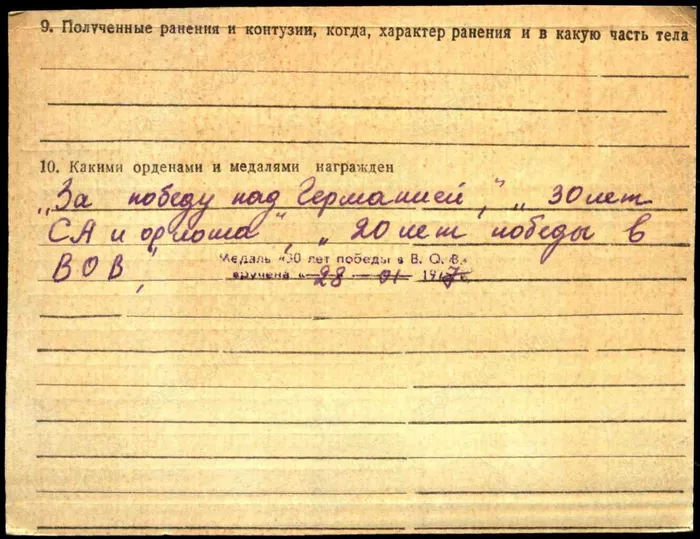 9. Полученные ранения и контузии, когда, характер ранения и в какую часть тела
10. Какими орденами и медалями награжден
„За победу над Германией,” „ 30 лет
СА и флота”, „ 20 лет победы в
ВОВ,”
Медаль «30 лет победы в В. О. В.»
вручена « 28 — 01 — 197